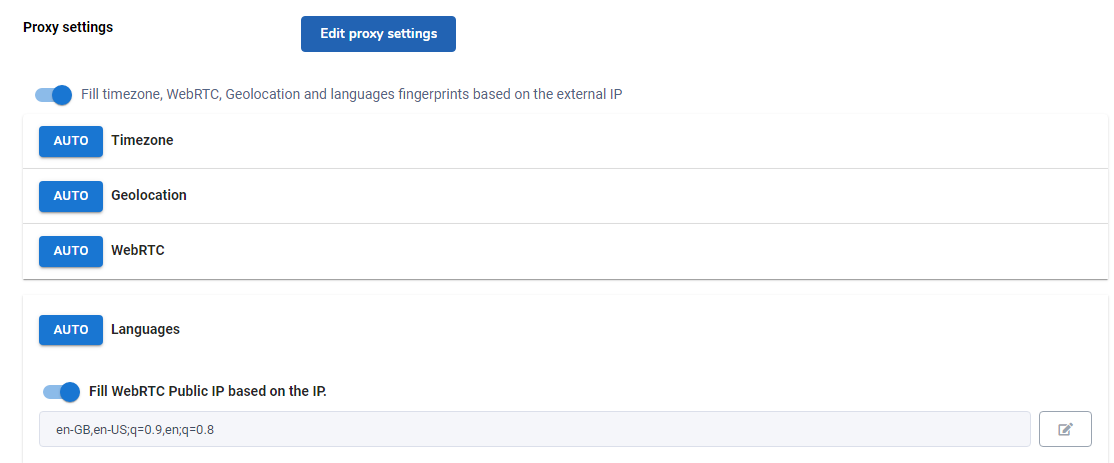 Proxy settings
Edit proxy settings
Fill timezone, WebRTC, Geolocation and languages fingerprints based on the external IP
AUTO Timezone
AUTO Geolocation
AUTO WebRTC
AUTO Languages
Fill WebRTC Public IP based on the IP.
en-GB,en-US;q=0.9,en;q=0.8